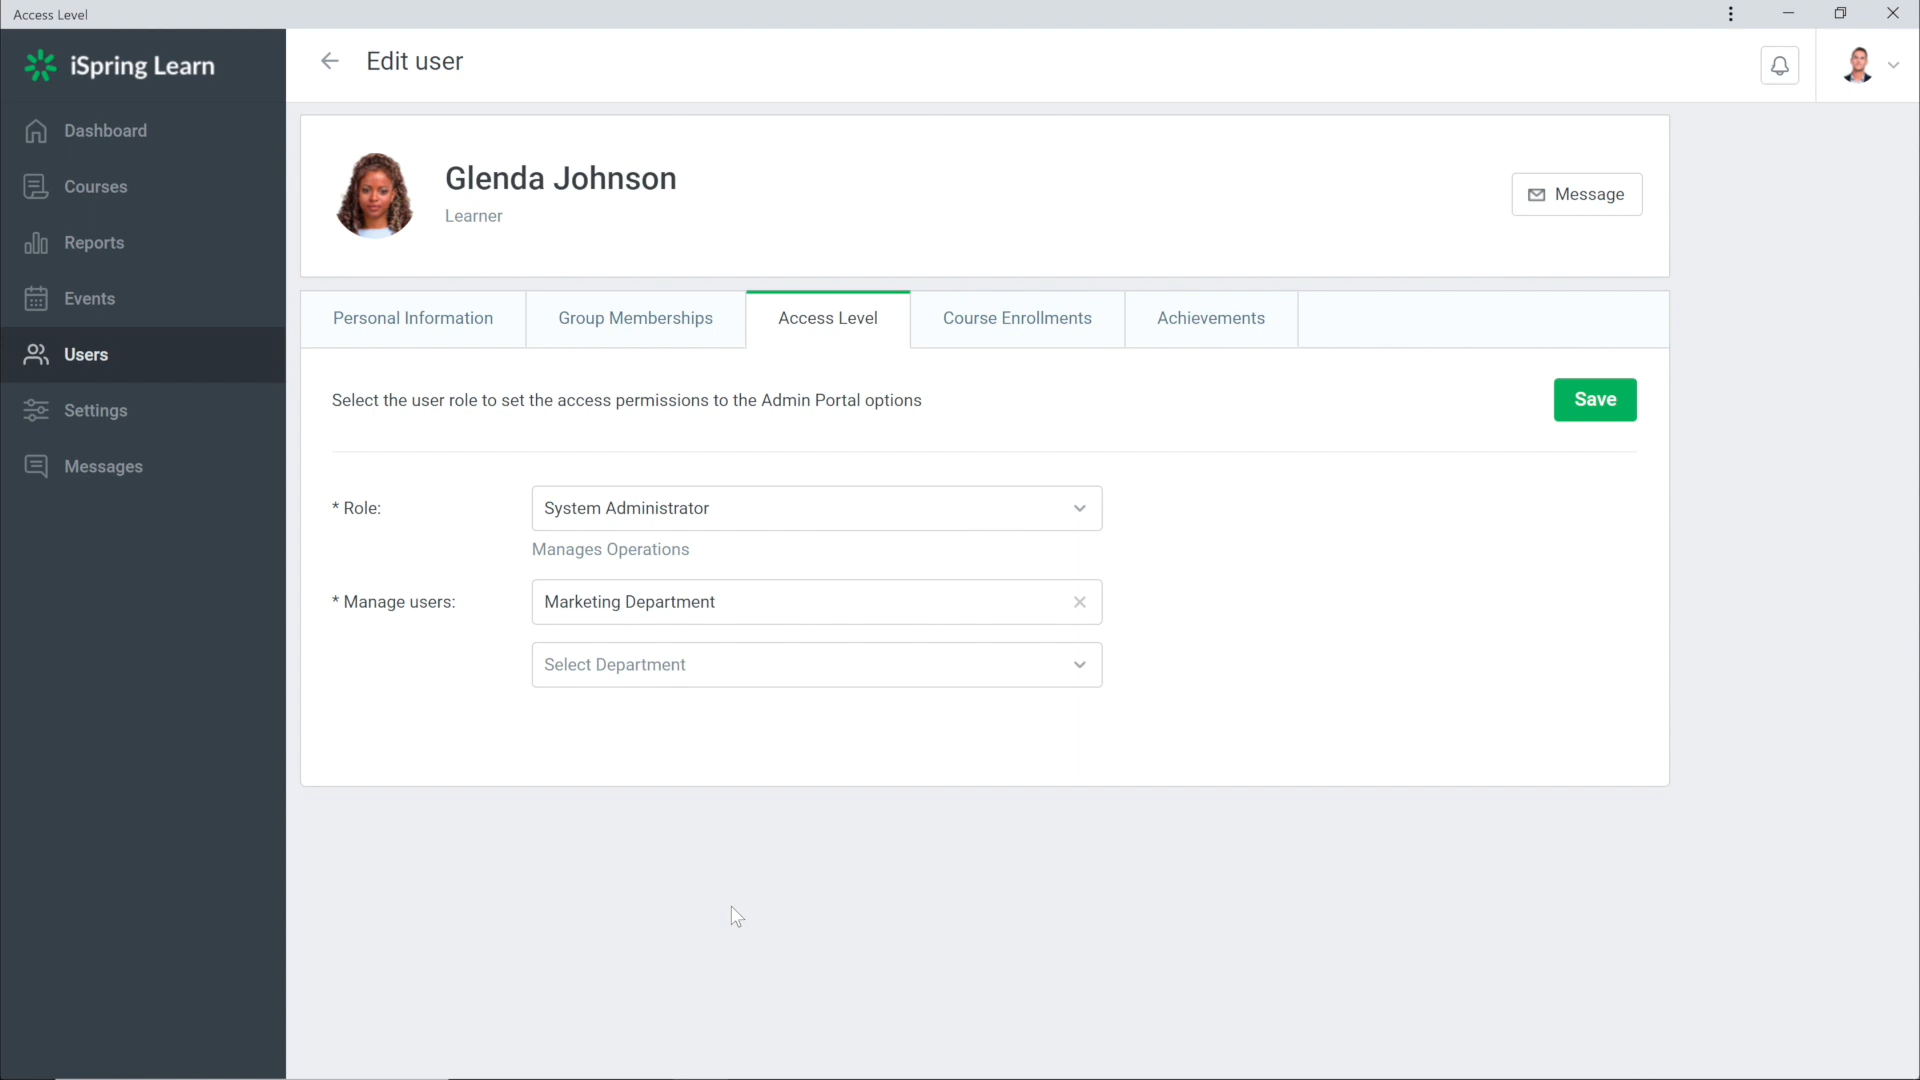 Access Level
iSpring Learn
Edit user
Dashboard
Courses
Reports
Events
Users
Settings
Messages
Glenda Johnson
Learner
Message
Personal Information
Group Memberships
Access Level
Course Enrollments
Achievements
Select the user role to set the access permissions to the Admin Portal options
Save
* Role:
System Administrator
Manages Operations
* Manage users:
Marketing Department
Select Department